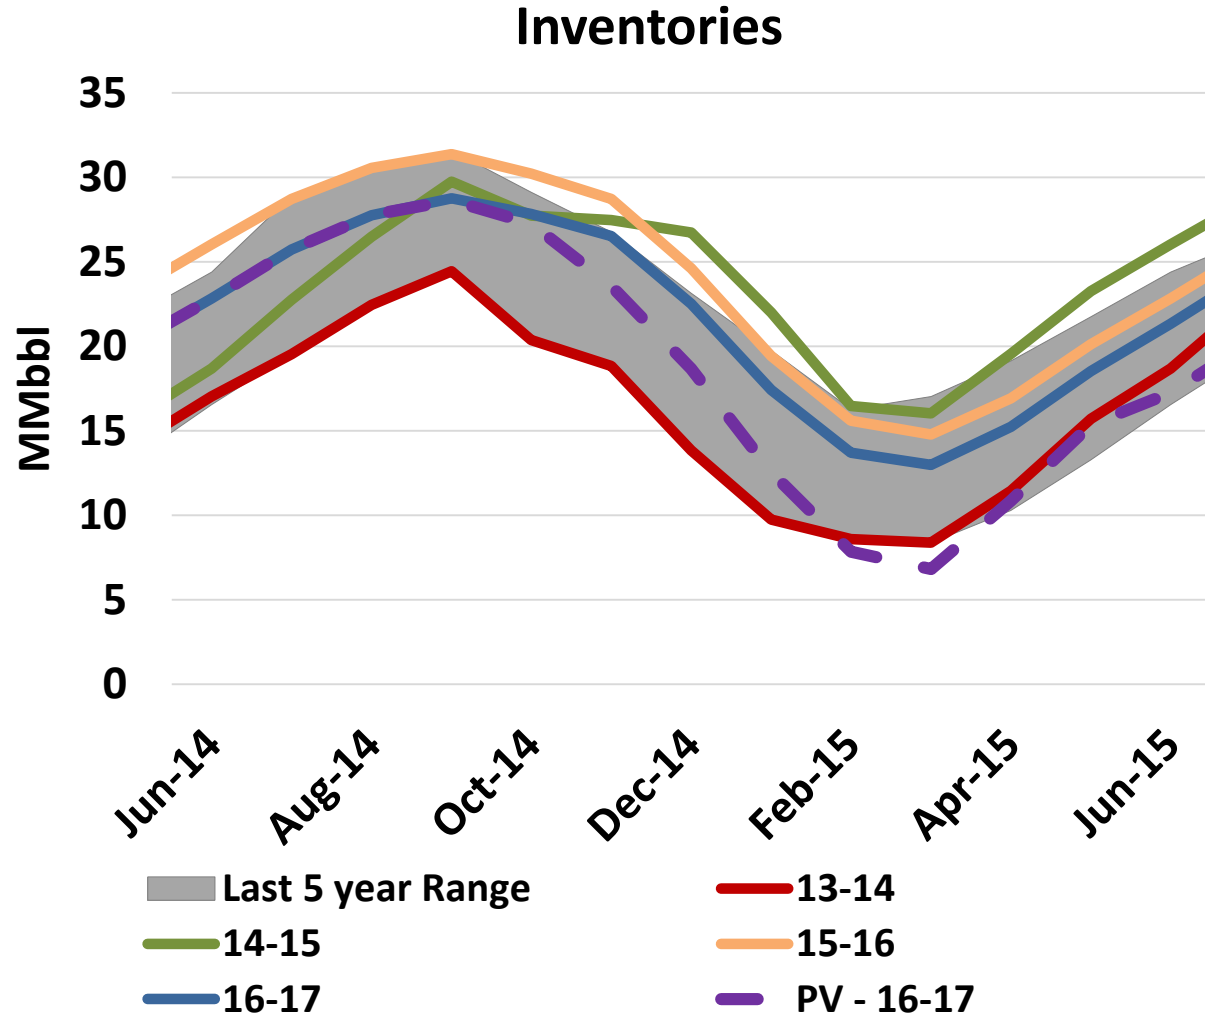 Inventories
35
30
25
20
15
10
5
0
MMbbl
Jun-14
Aug-14
Oct-14
Dec-14
Feb-15
Apr-15
Jun-15
Last 5 year Range
13-14
14-15
15-16
16-17
PV - 16-17